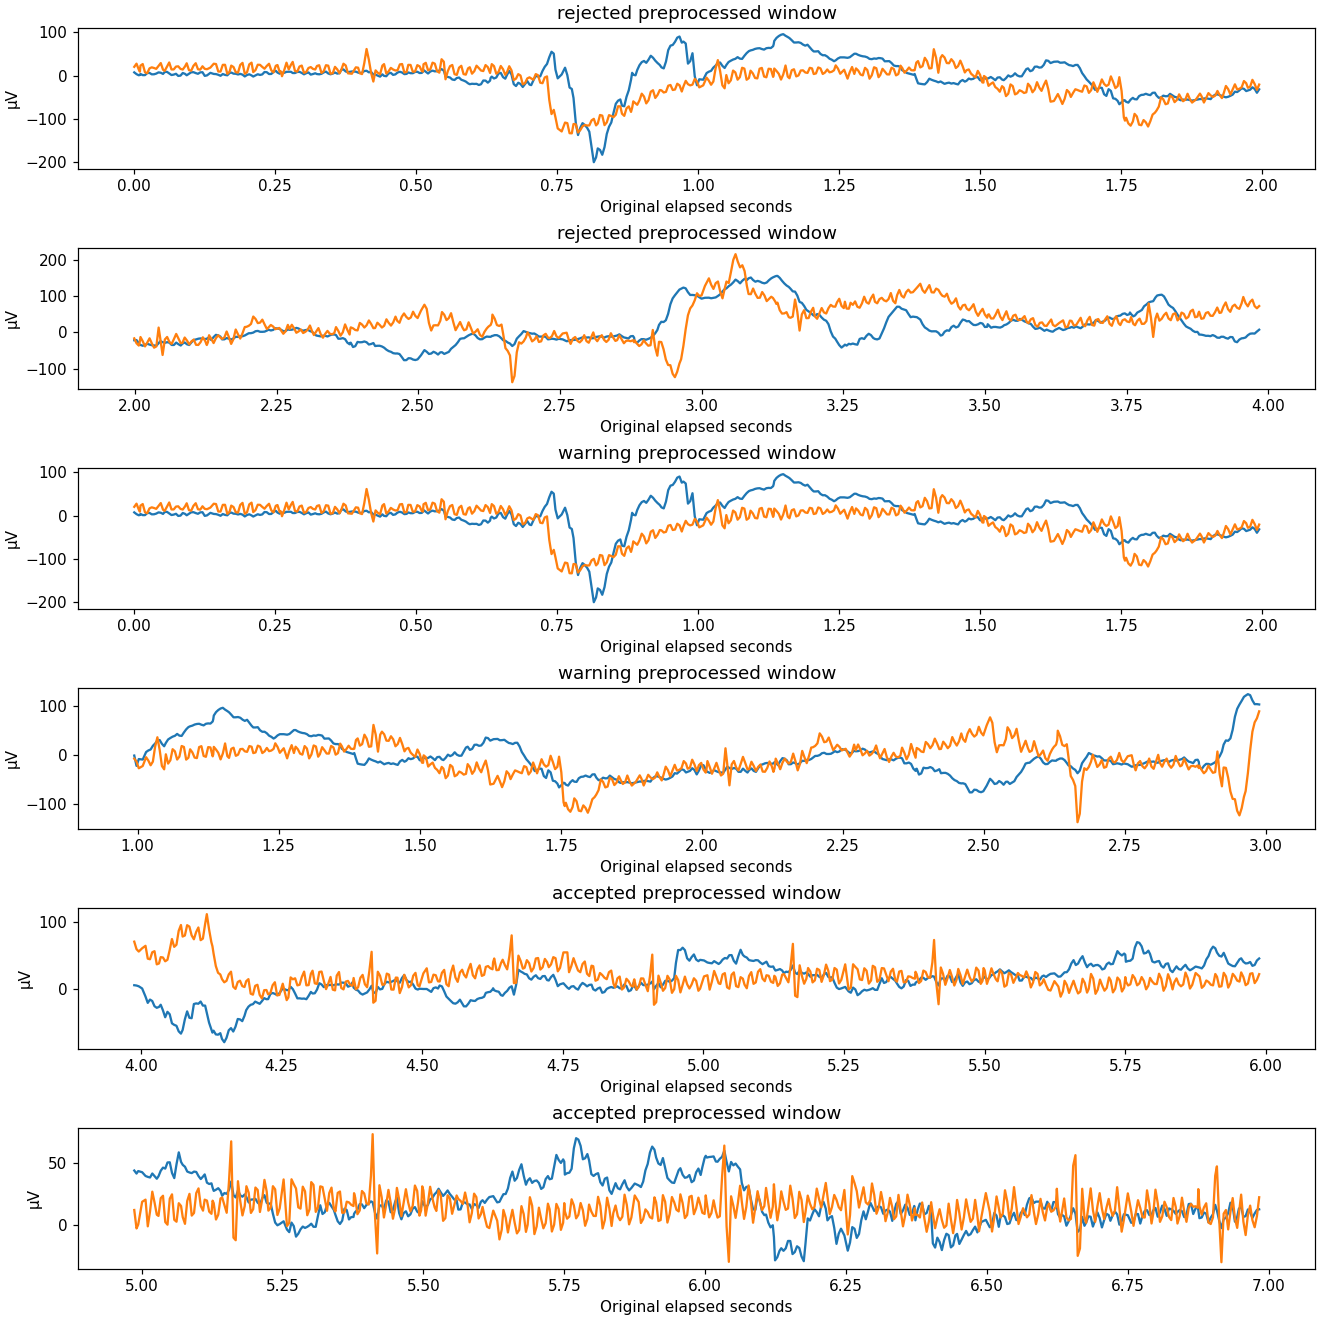 rejected preprocessed window
100
0
−100
−200
µV
0.00 0.25 0.50 0.75 1.00 1.25 1.50 1.75 2.00
Original elapsed seconds
rejected preprocessed window
200
100
0
−100
µV
2.00 2.25 2.50 2.75 3.00 3.25 3.50 3.75 4.00
Original elapsed seconds
warning preprocessed window
100
0
−100
−200
µV
0.00 0.25 0.50 0.75 1.00 1.25 1.50 1.75 2.00
Original elapsed seconds
warning preprocessed window
100
0
−100
µV
1.00 1.25 1.50 1.75 2.00 2.25 2.50 2.75 3.00
Original elapsed seconds
accepted preprocessed window
100
0
µV
4.00 4.25 4.50 4.75 5.00 5.25 5.50 5.75 6.00
Original elapsed seconds
accepted preprocessed window
50
0
µV
5.00 5.25 5.50 5.75 6.00 6.25 6.50 6.75 7.00
Original elapsed seconds